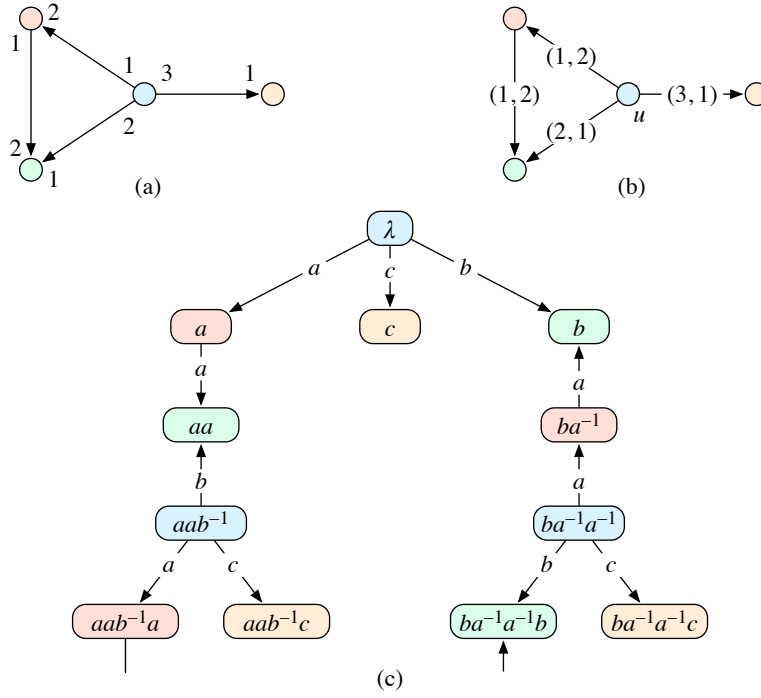 2
1
1
3
1
2
2
1
(a)
(1, 2)
(1, 2)
(2, 1)
(3, 1)
u
(b)
λ
a
c
b
a
c
b
a
a
aa
ba⁻¹
b
a
aab⁻¹
ba⁻¹a⁻¹
a
c
b
c
aab⁻¹a
aab⁻¹c
ba⁻¹a⁻¹b
ba⁻¹a⁻¹c
(c)